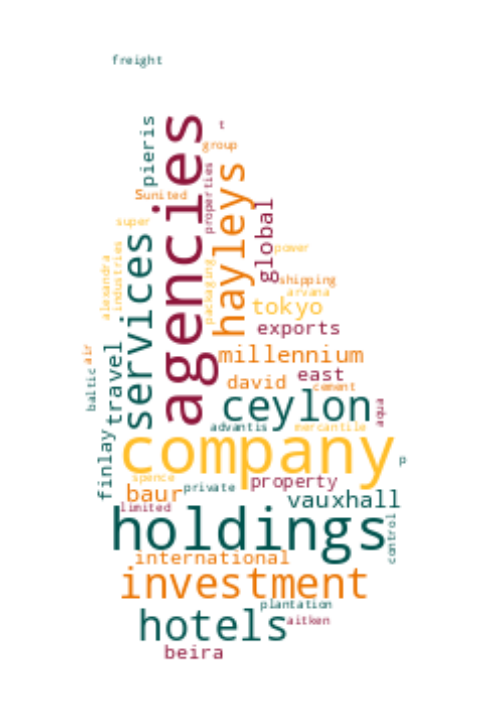 freight
agencies
pieris
t
group
Sunited
properties
hayleys
super
global
services
power
alexandra
industries
packaging
shipping
arvana
tokyo
exports
air
travel
millennium
baltic
east
david
cement
ceylon
aqua
advantis
mercantile
company
finlay
p
spence
property
baur
private
vauxhall
limited
holdings
control
international
investment
plantation
hotels
aitken
beira